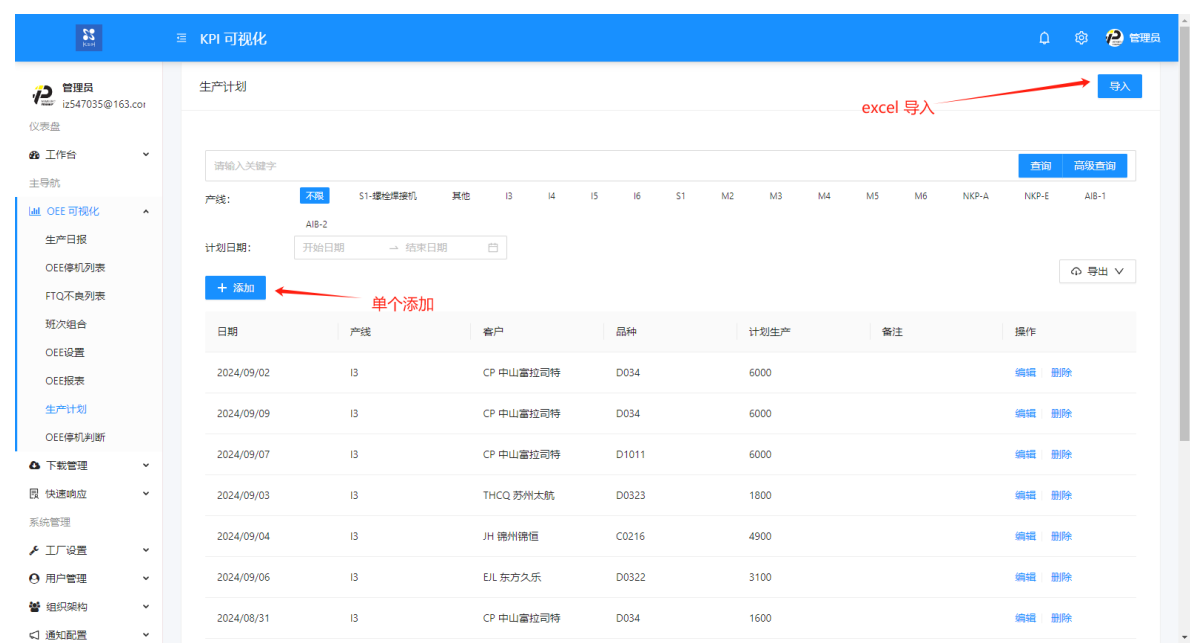 KPI 可视化
管理员
管理员
iz547035@163.cor
仪表盘
工作台
主导航
OEE 可视化
生产日报
OEE停机列表
FTQ不良列表
班次组合
OEE设置
OEE报表
生产计划
OEE停机判断
下载管理
快速响应
系统管理
工厂设置
用户管理
组织架构
通知配置
生产计划
导入
excel 导入
请输入关键字
查询 高级查询
产线: 不限 S1-螺栓焊接机 其他 I3 I4 I5 I6 S1 M2 M3 M4 M5 M6 NKP-A NKP-E AIB-1
AIB-2
计划日期: 开始日期 → 结束日期
导出
+ 添加
单个添加
日期 产线 客户 品种 计划生产 备注 操作
2024/09/02 I3 CP 中山富拉司特 D034 6000 编辑 删除
2024/09/09 I3 CP 中山富拉司特 D034 6000 编辑 删除
2024/09/07 I3 CP 中山富拉司特 D1011 6000 编辑 删除
2024/09/03 I3 THCQ 苏州太航 D0323 1800 编辑 删除
2024/09/04 I3 JH 锦州锦恒 C0216 4900 编辑 删除
2024/09/06 I3 EJL 东方久乐 D0322 3100 编辑 删除
2024/08/31 I3 CP 中山富拉司特 D034 1600 编辑 删除